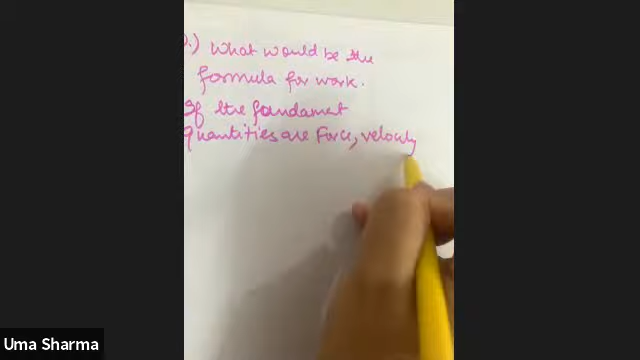 Q.) What would be the
formula for work.
If the fundament
quantities are Force, velocity
Uma Sharma